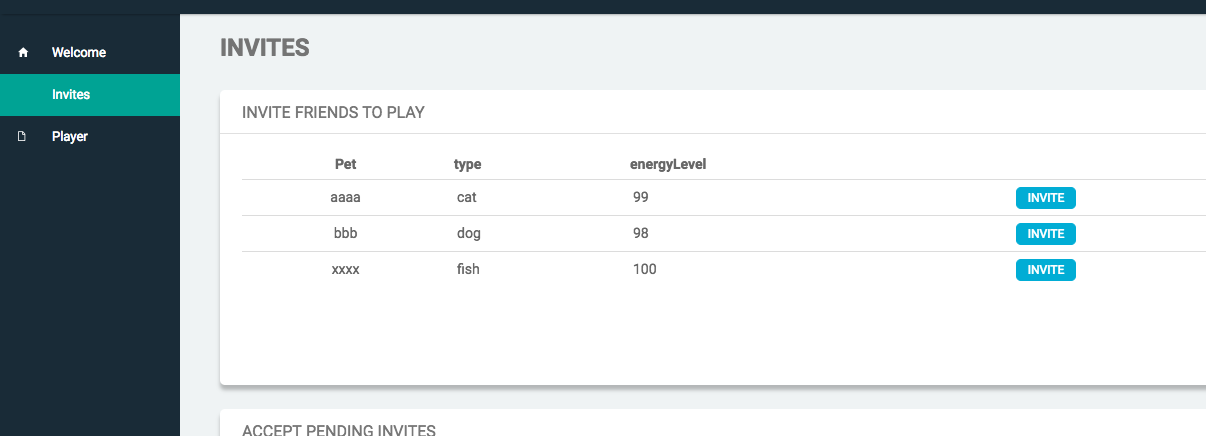 Welcome
Invites
Player
INVITES
INVITE FRIENDS TO PLAY
Pet type energyLevel
aaaa cat 99 INVITE
bbb dog 98 INVITE
xxxx fish 100 INVITE
ACCEPT PENDING INVITES